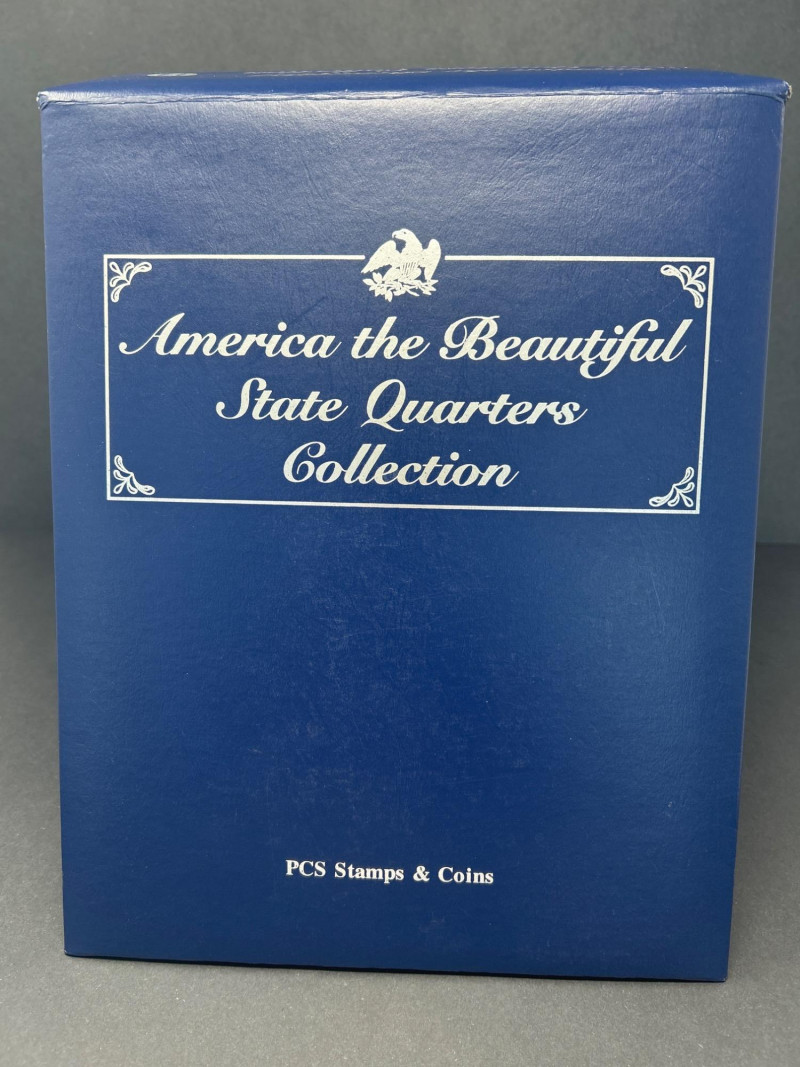 America the Beautiful
State Quarters
Collection
PCS Stamps & Coins